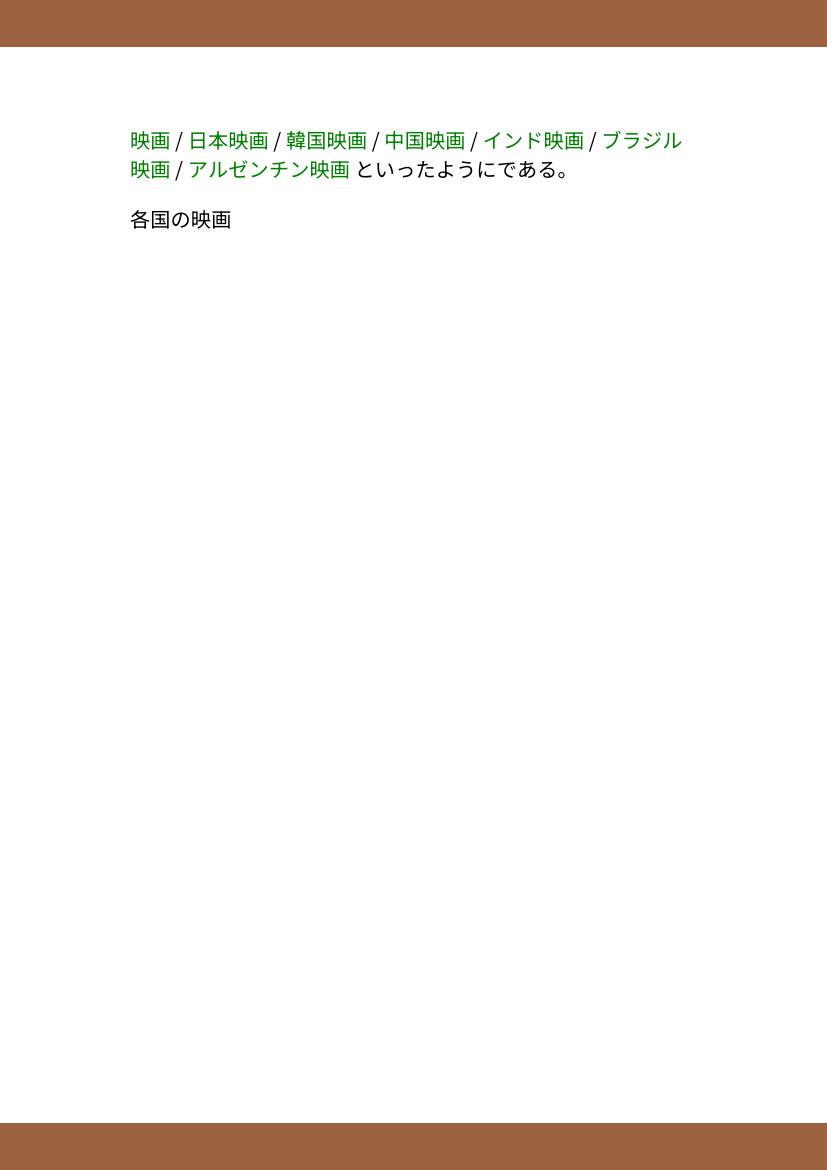 映画 / 日本映画 / 韓国映画 / 中国映画 / インド映画 / ブラジル
映画 / アルゼンチン映画 といったようにである。
各国の映画